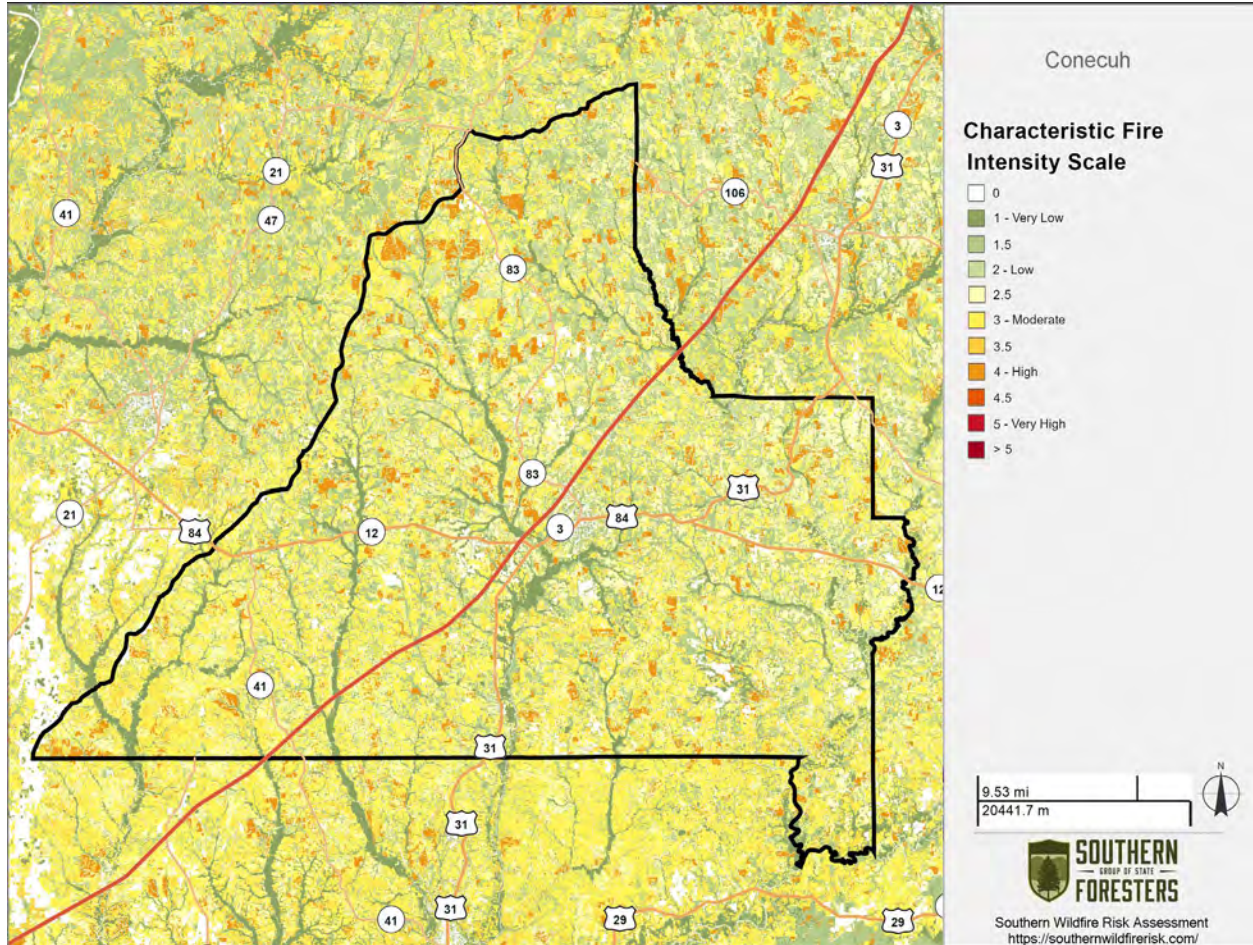 Conecuh
Characteristic Fire
Intensity Scale
0
1 - Very Low
1.5
2 - Low
2.5
3 - Moderate
3.5
4 - High
4.5
5 - Very High
> 5
3
31
21
106
41
47
83
83
31
21
84
12
3
84
12
41
31
31
41
31
29
29
N
9.53 mi
20441.7 m
SOUTHERN
GROUP OF STATE
FORESTERS
Southern Wildfire Risk Assessment
https://southernwildfirerisk.com/